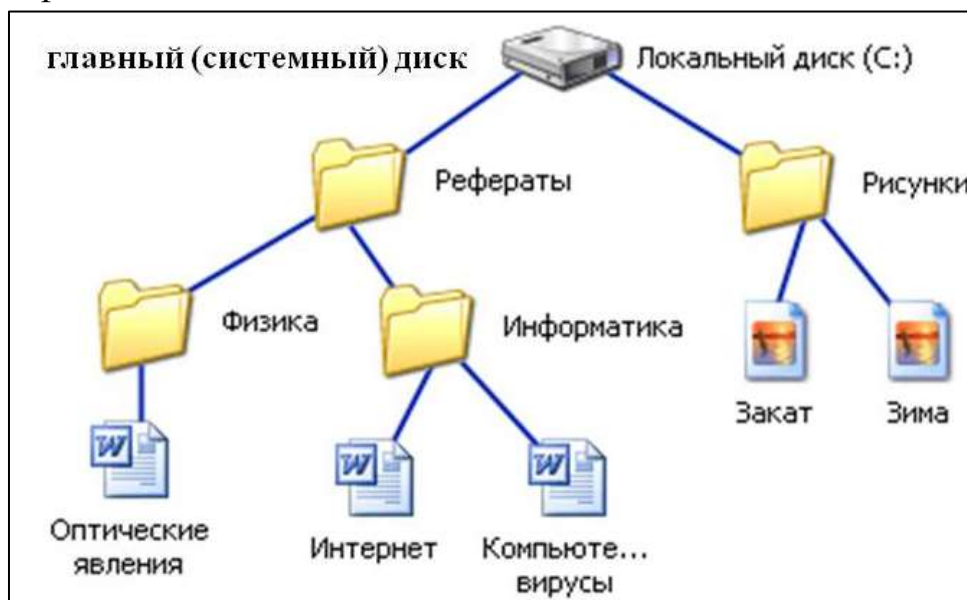 главный (системный) диск
Локальный диск (C:)
Рефераты
Рисунки
Физика
Информатика
Закат
Зима
Оптические
явления
Интернет
Компьюте...
вирусы